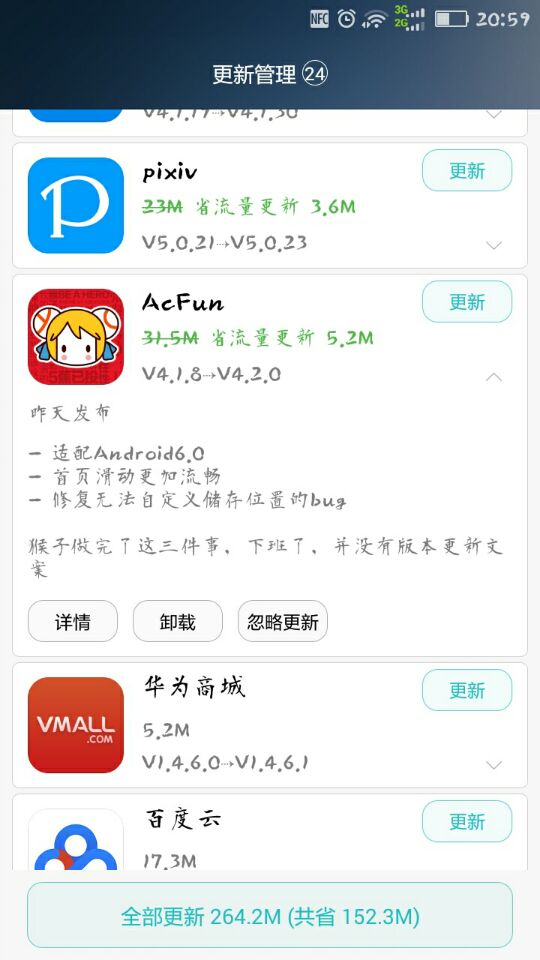 NFC 3G 2G 20:59
更新管理 24
V4.1.19→V4.1.30
pixiv 更新
23M 省流量更新 3.6M
V5.0.21→V5.0.23
AcFun 更新
31.5M 省流量更新 5.2M
V4.1.8→V4.2.0
昨天发布
- 适配Android6.0
- 首页滑动更加流畅
- 修复无法自定义储存位置的bug
猴子做完了这三件事，下班了，并没有版本更新文
案
详情 卸载 忽略更新
华为商城 更新
VMALL
.COM
5.2M
V1.4.6.0→V1.4.6.1
百度云 更新
17.3M
全部更新 264.2M (共省 152.3M)